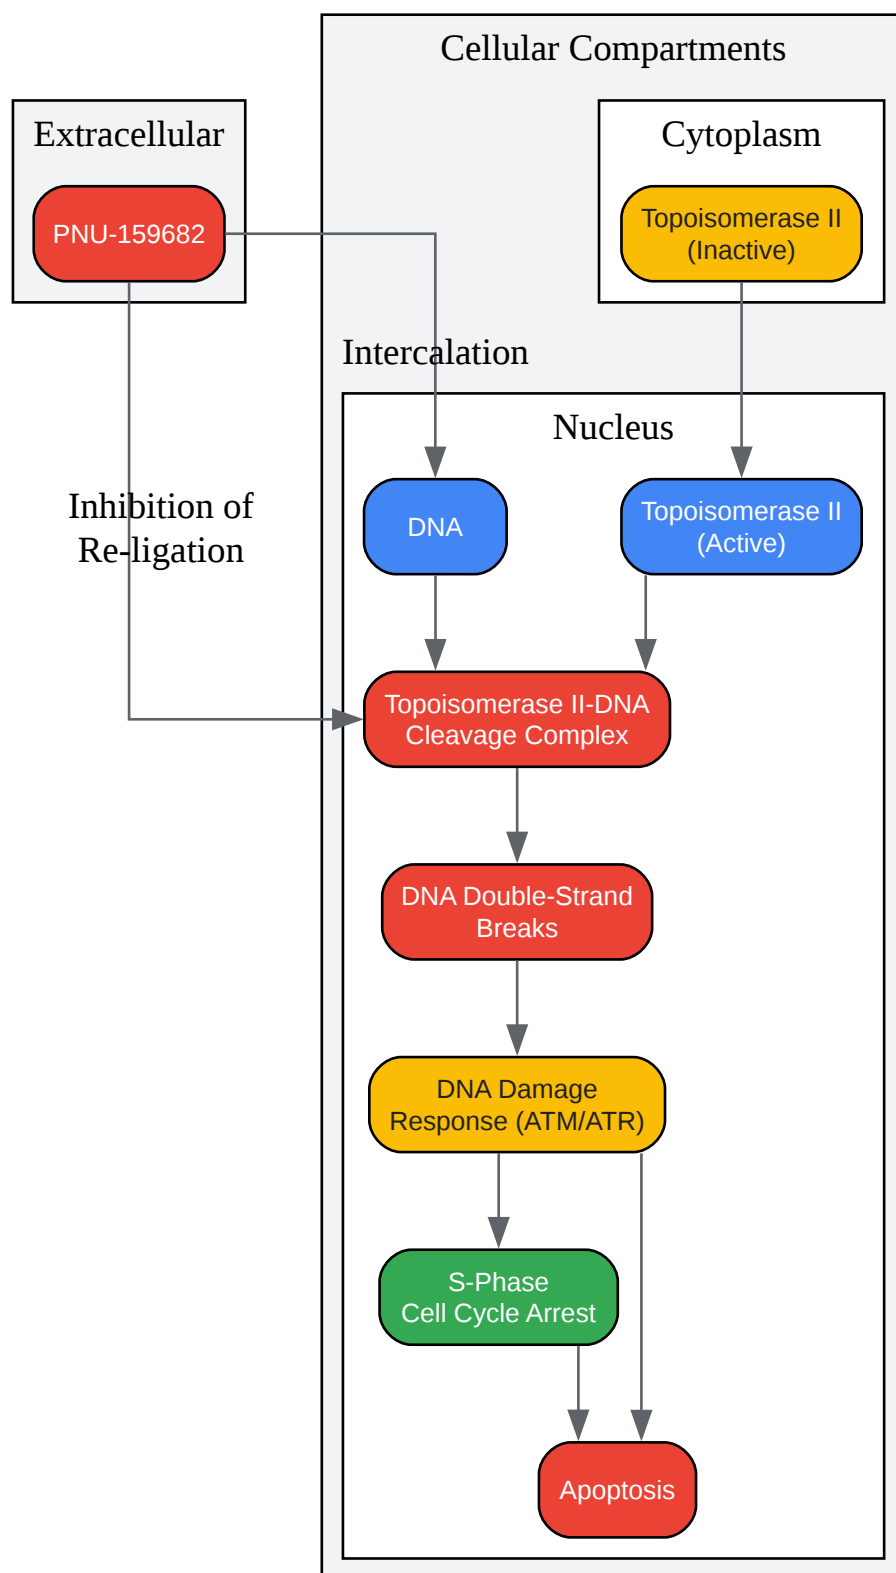 Cellular Compartments
Extracellular
Cytoplasm
PNU-159682
Topoisomerase II
(Inactive)
Intercalation
Nucleus
Inhibition of
Re-ligation
DNA
Topoisomerase II
(Active)
Topoisomerase II-DNA
Cleavage Complex
DNA Double-Strand
Breaks
DNA Damage
Response (ATM/ATR)
S-Phase
Cell Cycle Arrest
Apoptosis